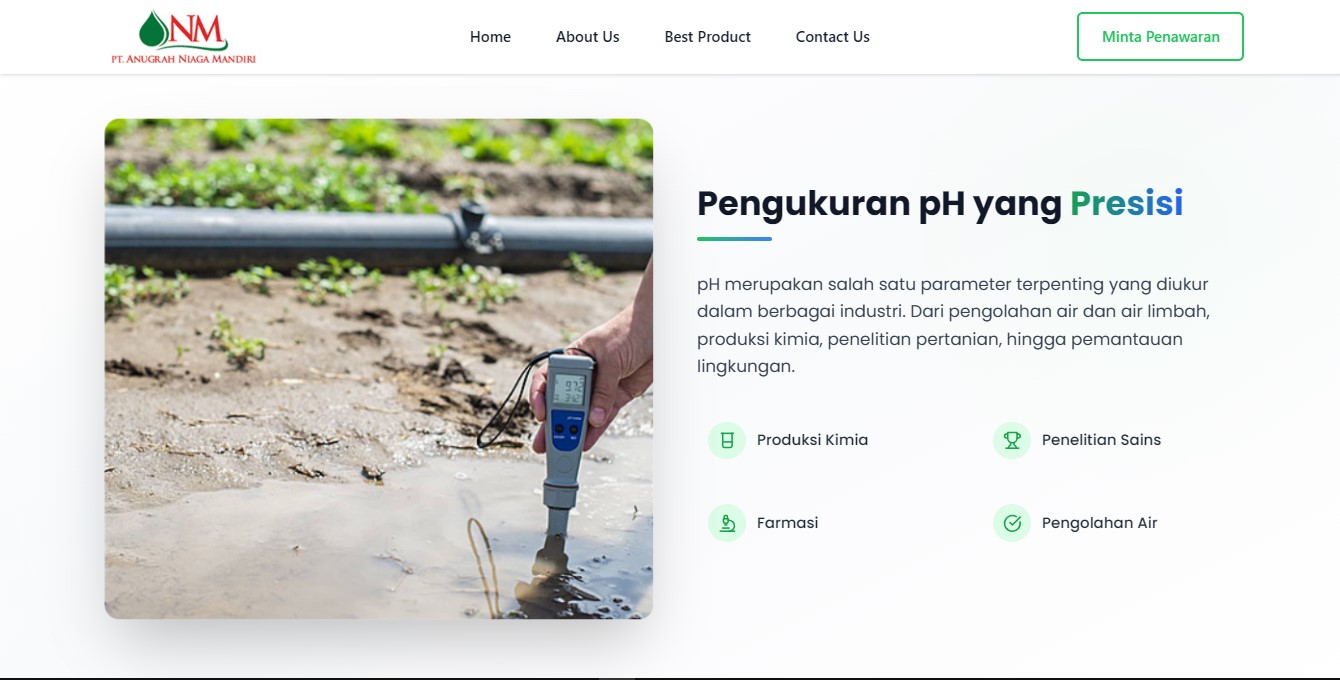 NM
PT. ANUGRAH NIAGA MANDIRI
Home
About Us
Best Product
Contact Us
Minta Penawaran
Pengukuran pH yang Presisi
pH merupakan salah satu parameter terpenting yang diukur
dalam berbagai industri. Dari pengolahan air dan air limbah,
produksi kimia, penelitian pertanian, hingga pemantauan
lingkungan.
Produksi Kimia
Penelitian Sains
Farmasi
Pengolahan Air